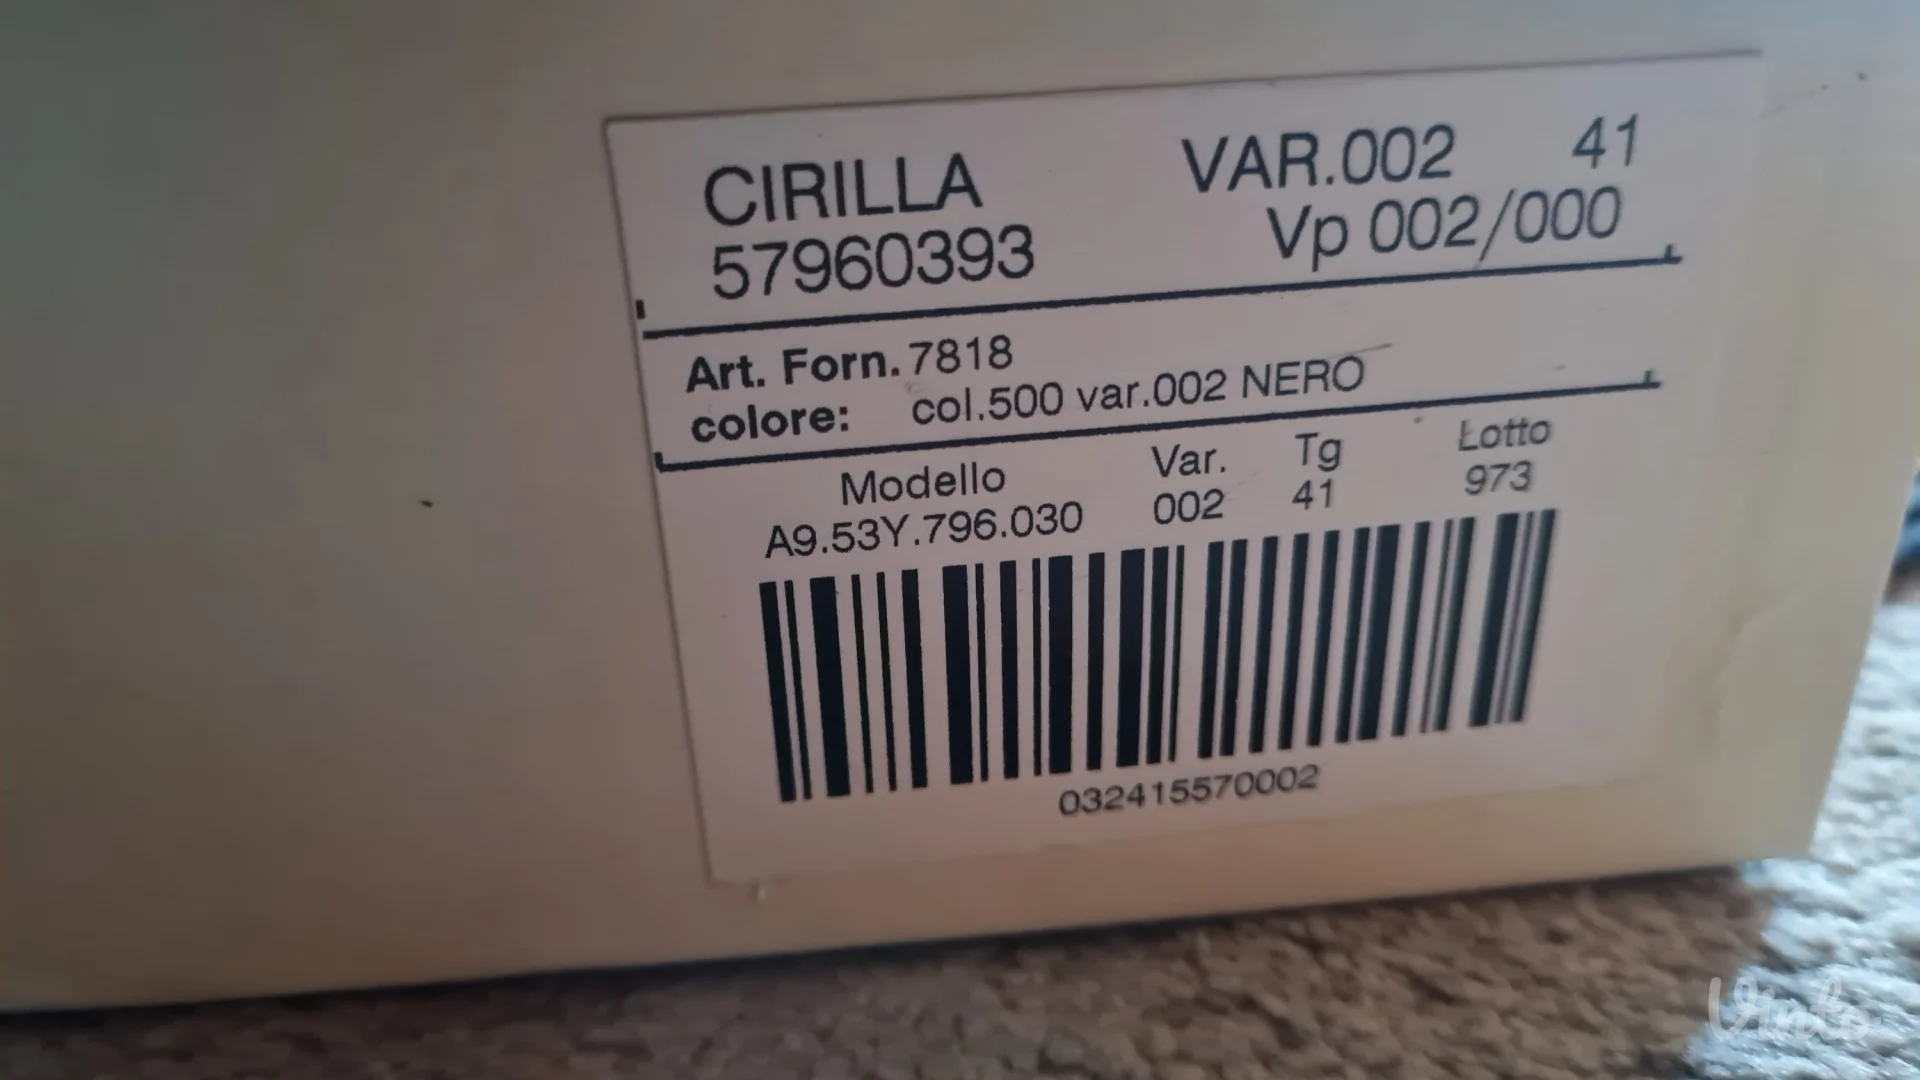 CIRILLA VAR.002 41
57960393 Vp 002/000
Art. Forn. 7818
colore: col.500 var.002 NERO
Modello Var. Tg Lotto
A9.53Y.796.030 002 41 973
032415570002
Vinted